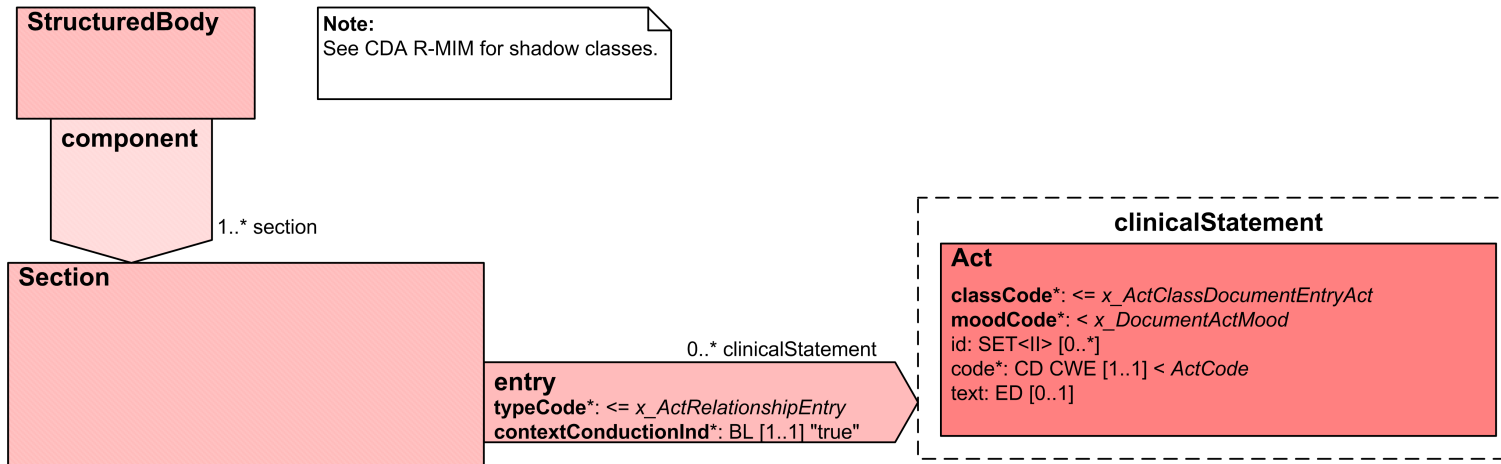 StructuredBody
Note:
See CDA R-MIM for shadow classes.
component
1..* section
Section
0..* clinicalStatement
entry
typeCode*: <= x_ActRelationshipEntry
contextConductionInd*: BL [1..1] "true"
clinicalStatement
Act
classCode*: <= x_ActClassDocumentEntryAct
moodCode*: < x_DocumentActMood
id: SET<II> [0..*]
code*: CD CWE [1..1] < ActCode
text: ED [0..1]